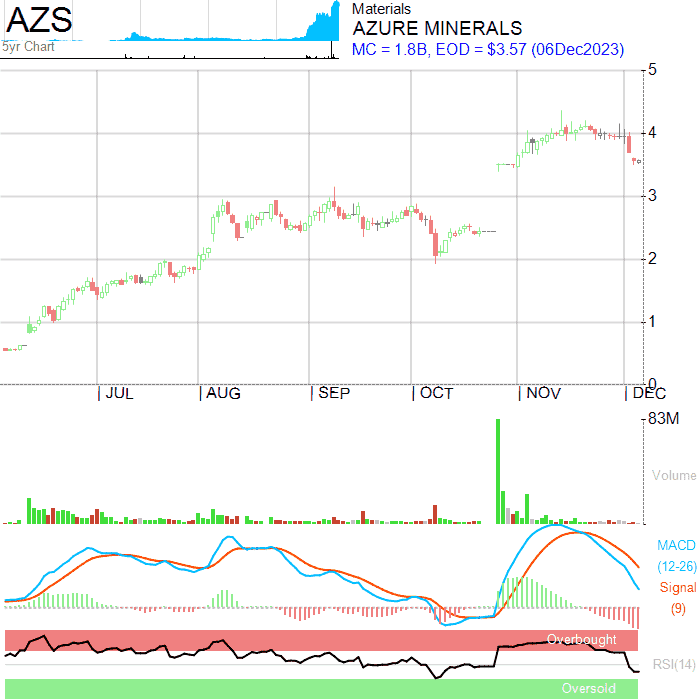 AZS
5yr Chart
Materials
AZURE MINERALS
MC = 1.8B, EOD = $3.57 (06Dec2023)
5
4
3
2
1
0
JUL AUG SEP OCT NOV DEC
83M
Volume
MACD
(12-26)
Signal
(9)
Overbought
RSI(14)
Oversold